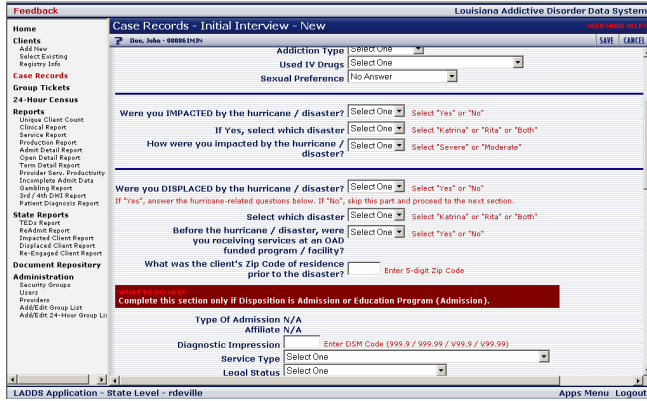 Feedback
Louisiana Addictive Disorder Data System
Home
Clients
Add New
Select Existing
Registry Info
Case Records
Group Tickets
24-Hour Census
Reports
Unique Client Count
Clinical Report
Service Report
Production Report
Admit Detail Report
Open Detail Report
Term Detail Report
Provider Serv. Productivity
Incomplete Admit Data
Gambling Report
3rd / 4th DWI Report
Patient Diagnosis Report
State Reports
TEDs Report
ReAdmit Report
Impacted Client Report
Displaced Client Report
Re-Engaged Client Report
Document Repository
Administration
Security Groups
Users
Providers
Add/Edit Group List
Add/Edit 24-Hour Group Lis
Case Records - Initial Interview - New
NEED MORE HELP?
? Doe, John - 080861M3N
SAVE CANCEL
Addiction Type Select One
Used IV Drugs Select One
Sexual Preference No Answer
Were you IMPACTED by the hurricane / disaster? Select One Select "Yes" or "No"
If Yes, select which disaster Select One Select "Katrina" or "Rita" or "Both"
How were you impacted by the hurricane / Select One Select "Severe" or "Moderate"
disaster?
Were you DISPLACED by the hurricane / disaster? Select One Select "Yes" or "No"
If "Yes", answer the hurricane-related questions below. If "No", skip this part and proceed to the next section.
Select which disaster Select One Select "Katrina" or "Rita" or "Both"
Before the hurricane / disaster, were Select One Select "Yes" or "No"
you receiving services at an OAD
funded program / facility?
What was the client's Zip Code of residence
prior to the disaster? Enter 5-digit Zip Code
WHAT TO DO NEXT
Complete this section only if Disposition is Admission or Education Program (Admission).
Type Of Admission N/A
Affiliate N/A
Diagnostic Impression Enter DSM Code (999.9 / 999.99 / V99.9 / V99.99)
Service Type Select One
Legal Status Select One
LADDS Application - State Level - rdeville
Apps Menu Logout